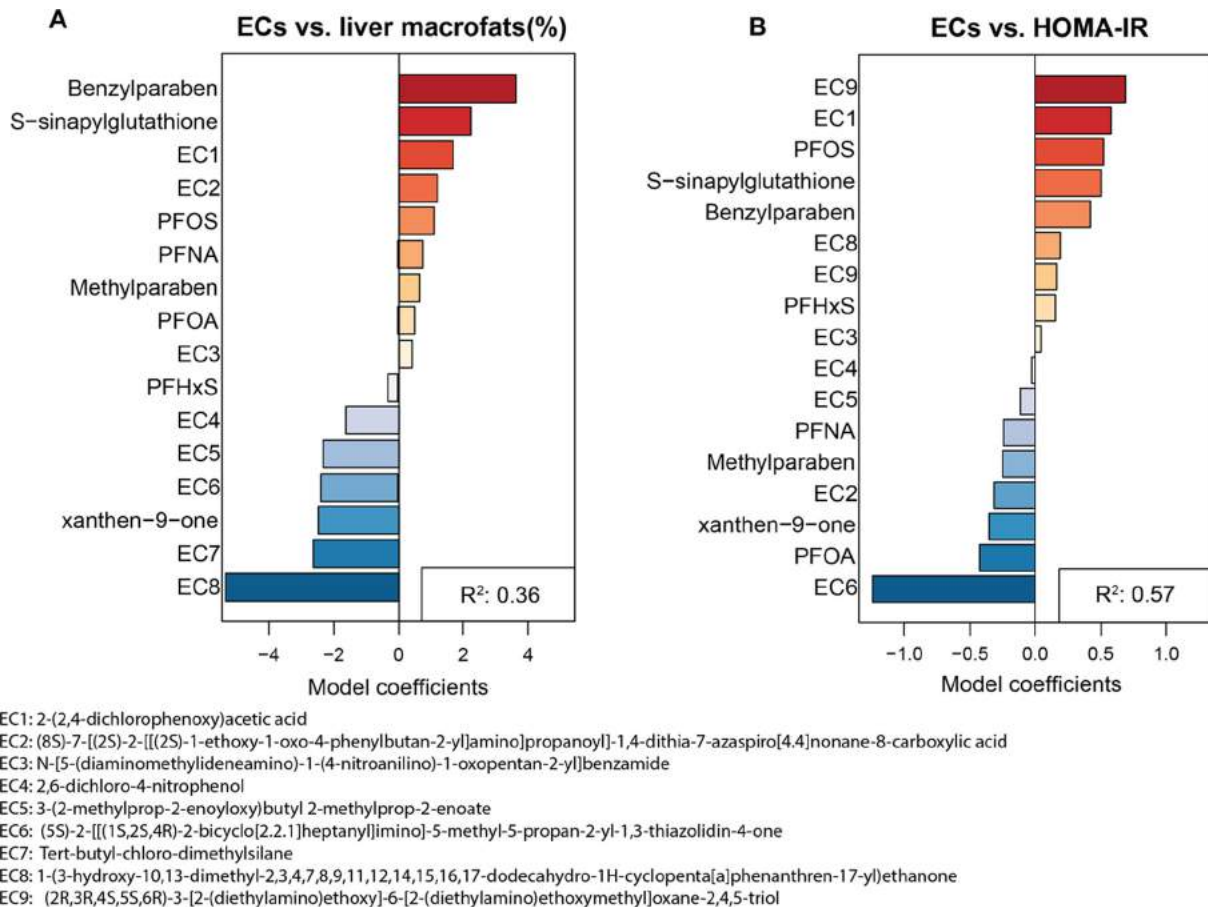 A
ECs vs. liver macrofats(%)
Benzylparaben
S−sinapylglutathione
EC1
EC2
PFOS
PFNA
Methylparaben
PFOA
EC3
PFHxS
EC4
EC5
EC6
xanthen−9−one
EC7
EC8
R²: 0.36
−4 −2 0 2 4
Model coefficients
B
ECs vs. HOMA-IR
EC9
EC1
PFOS
S−sinapylglutathione
Benzylparaben
EC8
EC9
PFHxS
EC3
EC4
EC5
PFNA
Methylparaben
EC2
xanthen−9−one
PFOA
EC6
R²: 0.57
−1.0 −0.5 0.0 0.5 1.0
Model coefficients
EC1: 2-(2,4-dichlorophenoxy)acetic acid
EC2: (8S)-7-[(2S)-2-[[(2S)-1-ethoxy-1-oxo-4-phenylbutan-2-yl]amino]propanoyl]-1,4-dithia-7-azaspiro[4.4]nonane-8-carboxylic acid
EC3: N-[5-(diaminomethylideneamino)-1-(4-nitroanilino)-1-oxopentan-2-yl]benzamide
EC4: 2,6-dichloro-4-nitrophenol
EC5: 3-(2-methylprop-2-enoyloxy)butyl 2-methylprop-2-enoate
EC6: (5S)-2-[[(1S,2S,4R)-2-bicyclo[2.2.1]heptanyl]imino]-5-methyl-5-propan-2-yl-1,3-thiazolidin-4-one
EC7: Tert-butyl-chloro-dimethylsilane
EC8: 1-(3-hydroxy-10,13-dimethyl-2,3,4,7,8,9,11,12,14,15,16,17-dodecahydro-1H-cyclopenta[a]phenanthren-17-yl)ethanone
EC9: (2R,3R,4S,5S,6R)-3-[2-(diethylamino)ethoxy]-6-[2-(diethylamino)ethoxymethyl]oxane-2,4,5-triol